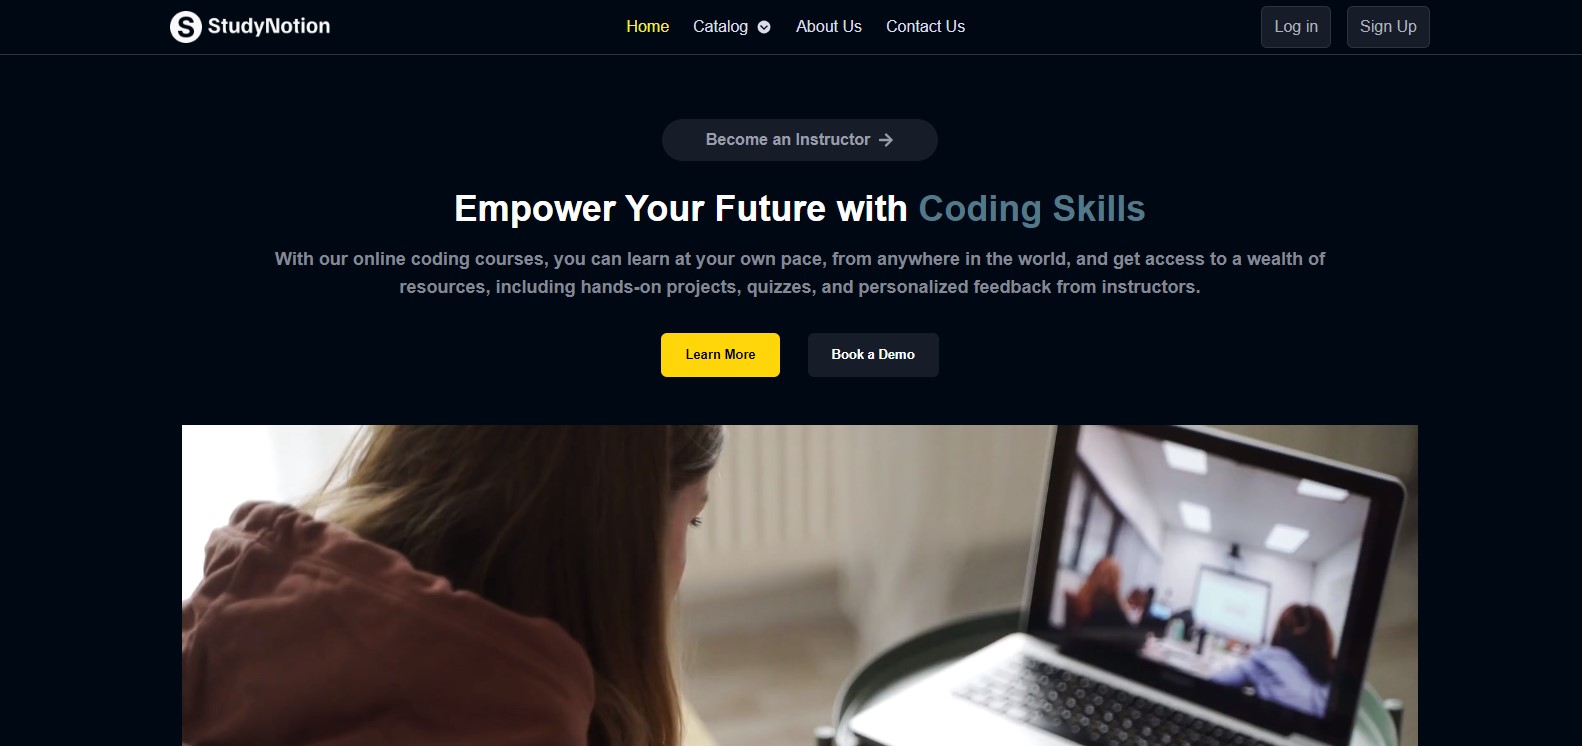 StudyNotion
Home Catalog About Us Contact Us
Log in Sign Up
Become an Instructor →
Empower Your Future with Coding Skills
With our online coding courses, you can learn at your own pace, from anywhere in the world, and get access to a wealth of
resources, including hands-on projects, quizzes, and personalized feedback from instructors.
Learn More Book a Demo